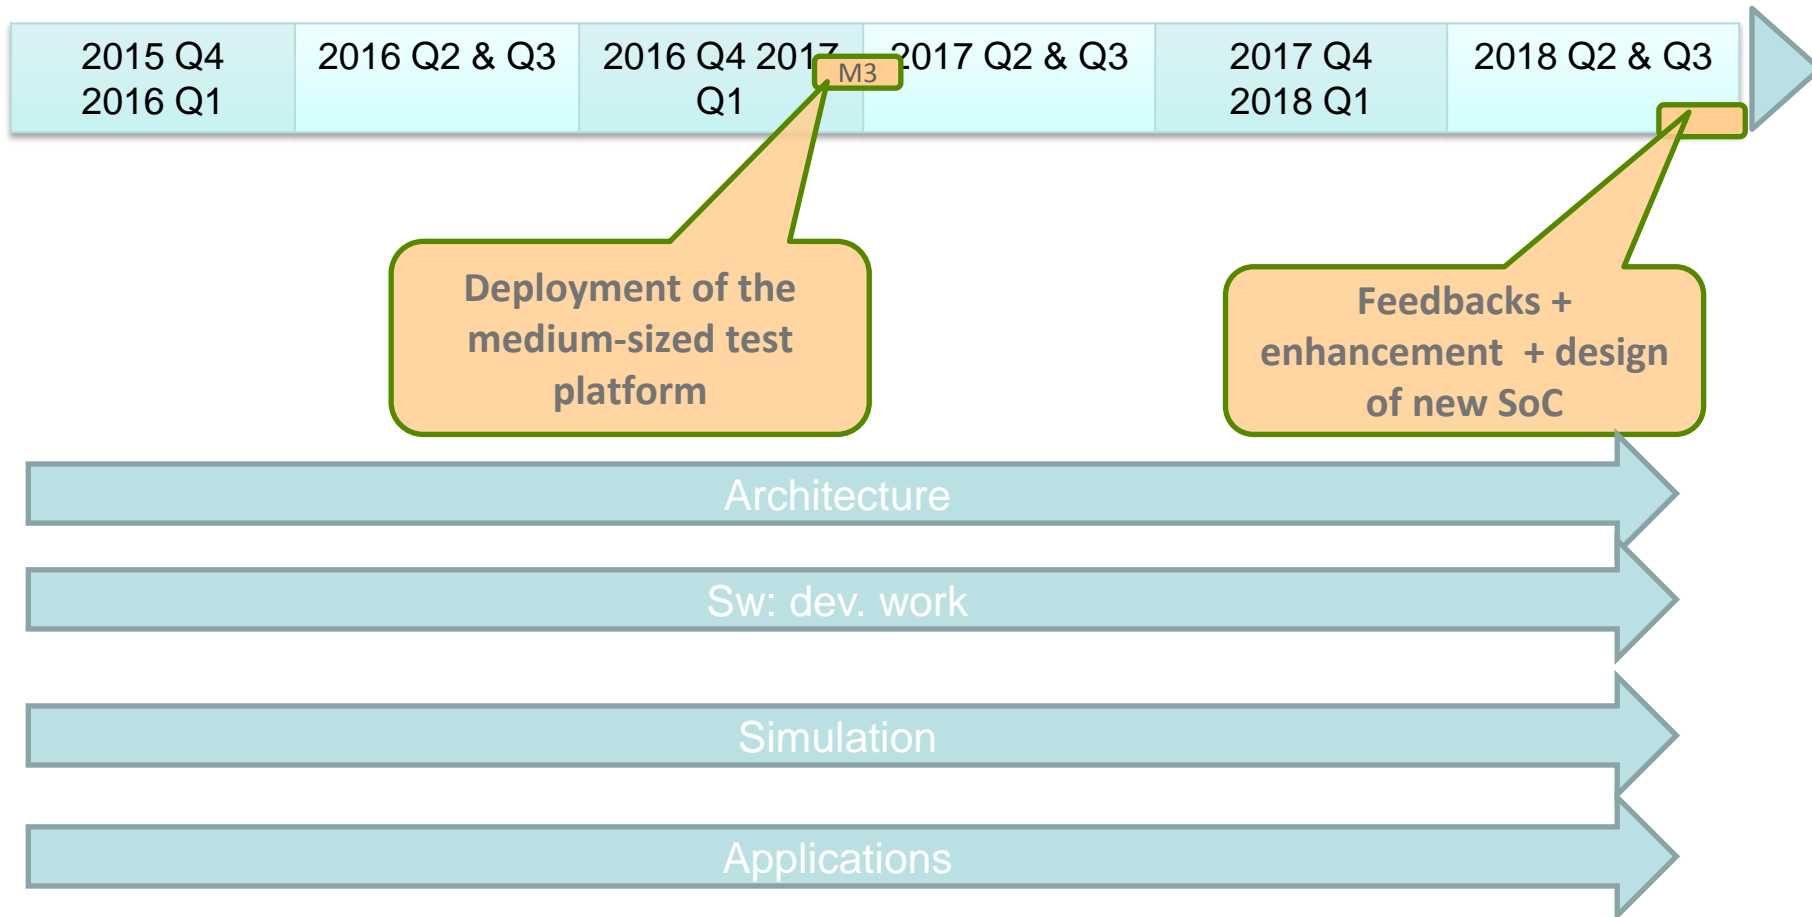 2015 Q4
2016 Q1
2016 Q2 & Q3
2016 Q4 2017
Q1
M3
2017 Q2 & Q3
2017 Q4
2018 Q1
2018 Q2 & Q3
Deployment of the
medium-sized test
platform
Feedbacks +
enhancement + design
of new SoC
Architecture
Sw: dev. work
Simulation
Applications